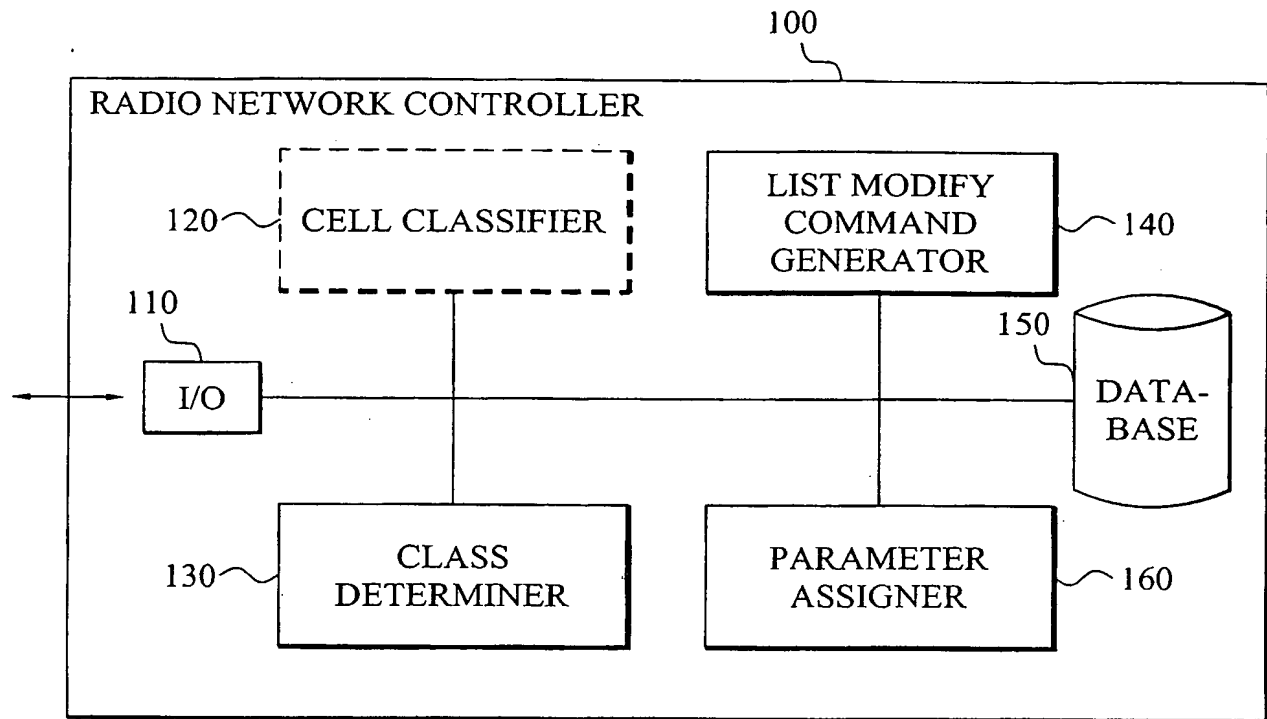 100
RADIO NETWORK CONTROLLER
120
CELL CLASSIFIER
LIST MODIFY
COMMAND
GENERATOR
140
110
I/O
150
DATA-
BASE
130
CLASS
DETERMINER
PARAMETER
ASSIGNER
160